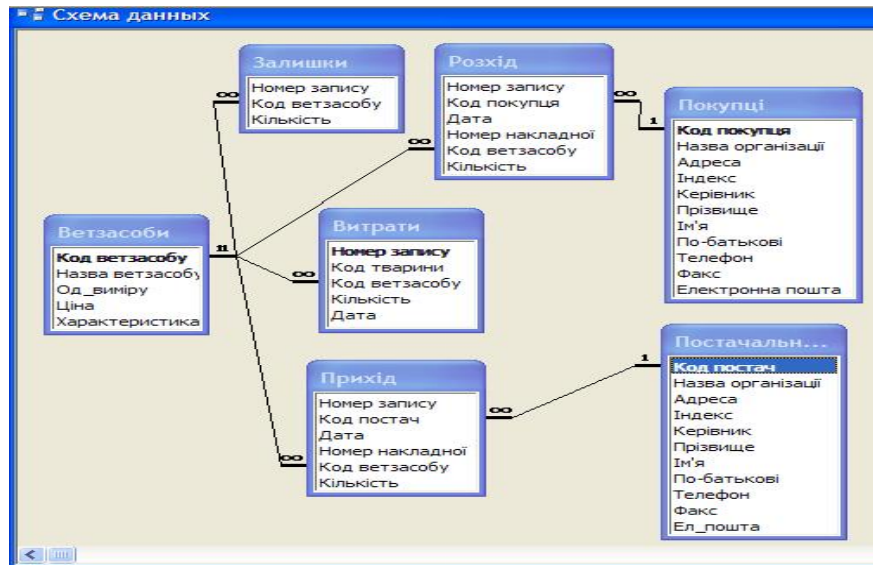 Схема данных
Залишки
Номер запису
Код ветзасобу
Кількість
Розхід
Номер запису
Код покупця
Дата
Номер накладної
Код ветзасобу
Кількість
Покупці
Код покупця
Назва організації
Адреса
Індекс
Керівник
Прізвище
Ім'я
По-батькові
Телефон
Факс
Електронна пошта
Ветзасоби
Код ветзасобу
Назва ветзасобу
Од_виміру
Ціна
Характеристика
Витрати
Номер запису
Код тварини
Код ветзасобу
Кількість
Дата
Прихід
Номер запису
Код постач
Дата
Номер накладної
Код ветзасобу
Кількість
Постачальн...
Код постач
Назва організації
Адреса
Індекс
Керівник
Прізвище
Ім'я
По-батькові
Телефон
Факс
Ел_пошта
∞
∞
∞
1
11
∞
∞
∞
1